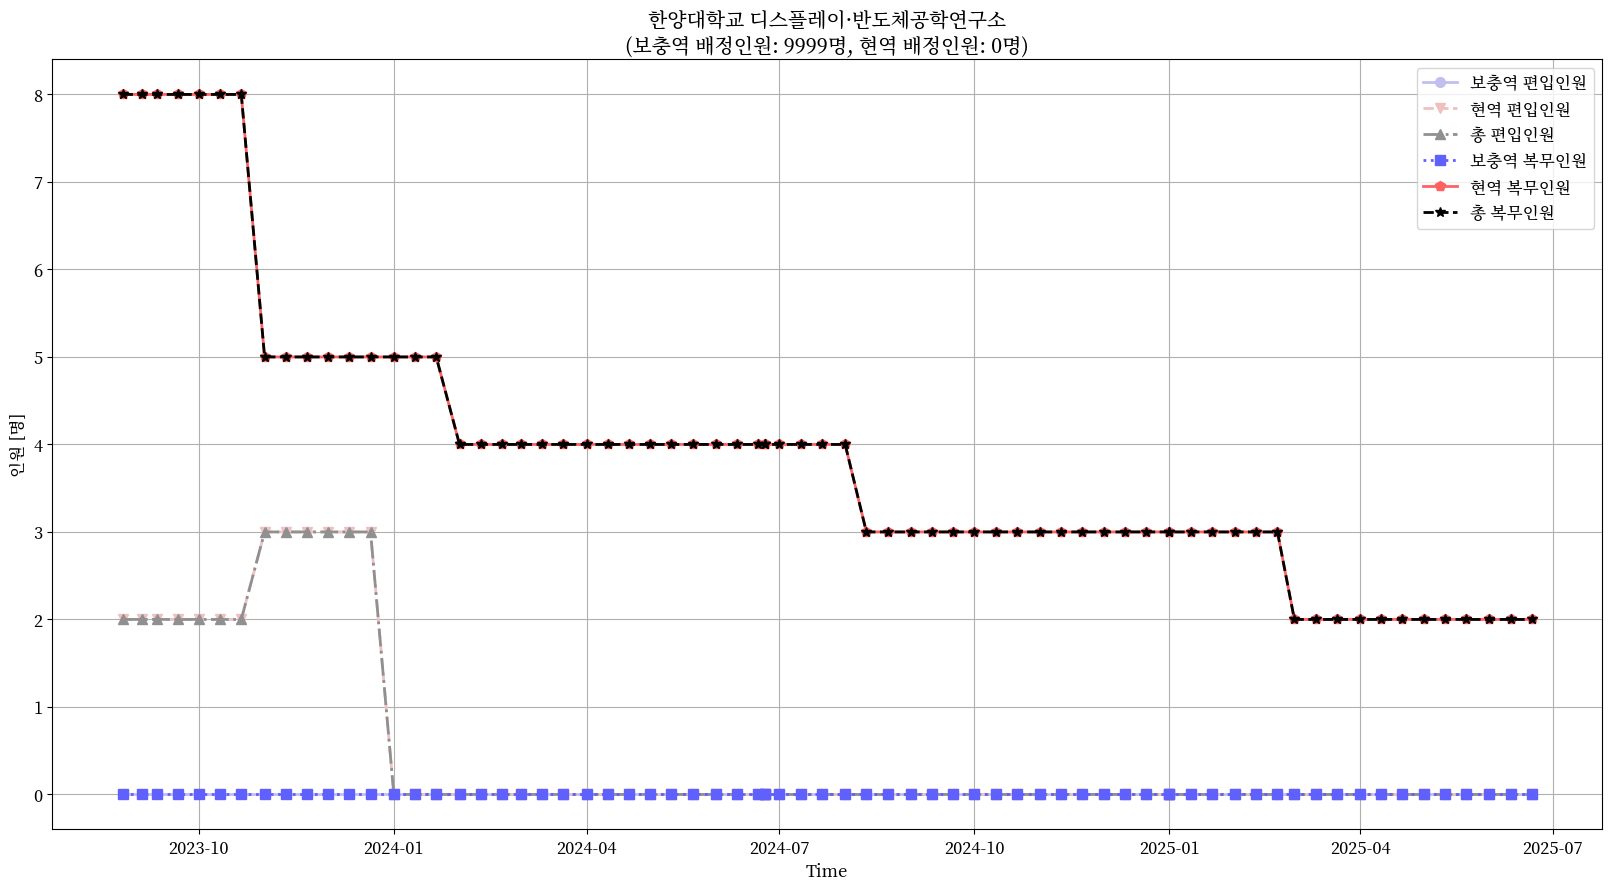 한양대학교 디스플레이·반도체공학연구소
(보충역 배정인원: 9999명, 현역 배정인원: 0명)
보충역 편입인원
현역 편입인원
총 편입인원
보충역 복무인원
현역 복무인원
총 복무인원
인원 [명]
8
7
6
5
4
3
2
1
0
2023-10
2024-01
2024-04
2024-07
2024-10
2025-01
2025-04
2025-07
Time